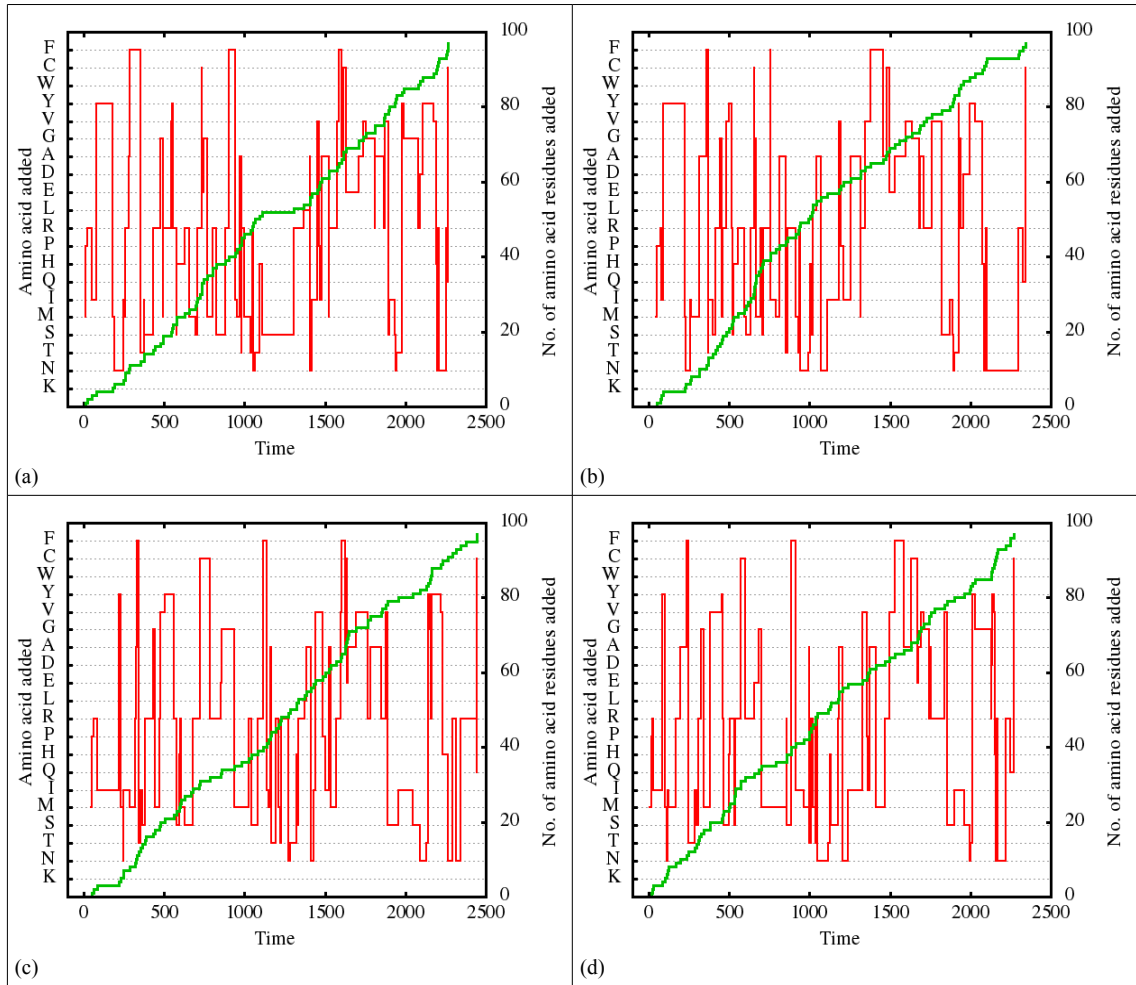 100
F
C
W
Y
80
V
G
A
D
60
E
L
R
P
40
H
Q
I
M
20
S
T
N
K
0
Amino acid added
No. of amino acid residues added
0 500 1000 1500 2000 2500
Time
(a)
100
F
C
W
Y
80
V
G
A
D
60
E
L
R
P
40
H
Q
I
M
20
S
T
N
K
0
Amino acid added
No. of amino acid residues added
0 500 1000 1500 2000 2500
Time
(b)
100
F
C
W
Y
80
V
G
A
D
60
E
L
R
P
40
H
Q
I
M
20
S
T
N
K
0
Amino acid added
No. of amino acid residues added
0 500 1000 1500 2000 2500
Time
(c)
100
F
C
W
Y
80
V
G
A
D
60
E
L
R
P
40
H
Q
I
M
20
S
T
N
K
0
Amino acid added
No. of amino acid residues added
0 500 1000 1500 2000 2500
Time
(d)